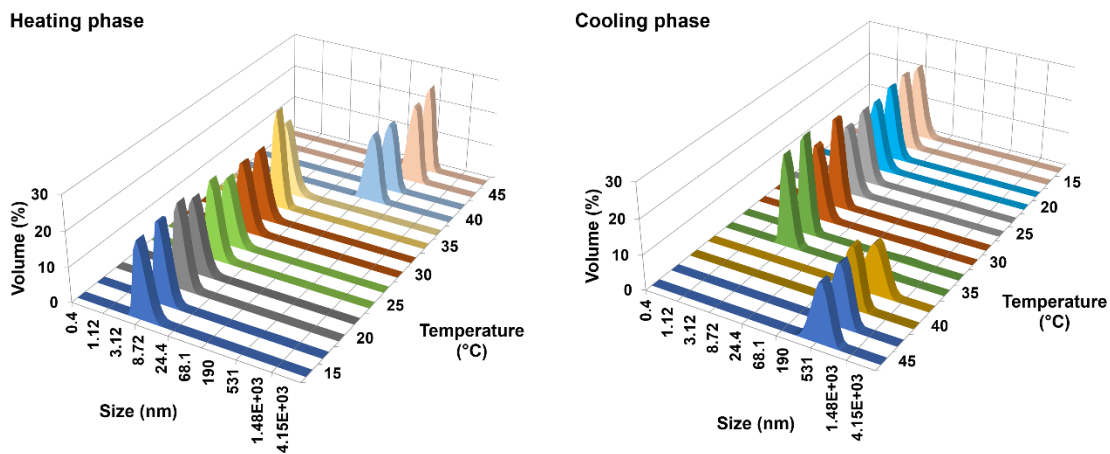 Heating phase
Volume (%)
30
20
10
0
0.4
1.12
3.12
8.72
24.4
68.1
190
531
1.48E+03
4.15E+03
Size (nm)
15
20
25
30
35
40
45
Temperature
(°C)
Cooling phase
Volume (%)
30
20
10
0
0.4
1.12
3.12
8.72
24.4
68.1
190
531
1.48E+03
4.15E+03
Size (nm)
45
40
35
30
25
20
15
Temperature
(°C)